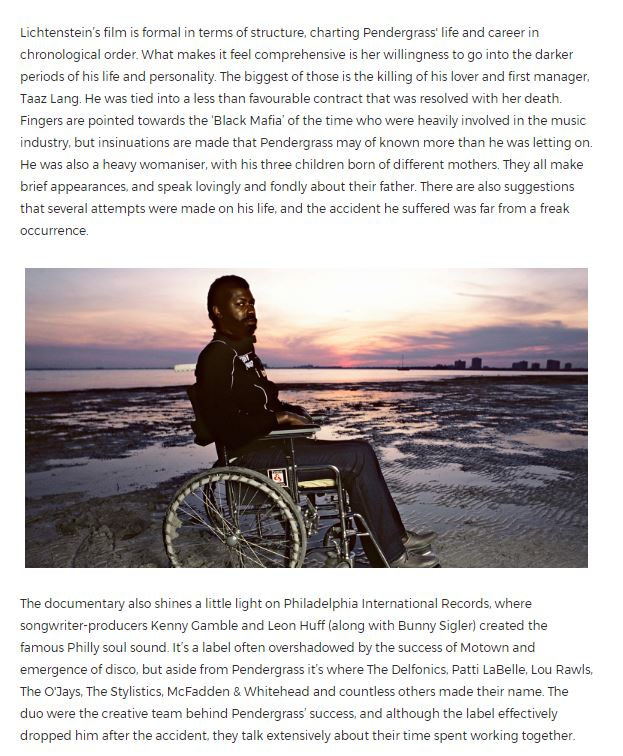 Lichtenstein's film is formal in terms of structure, charting Pendergrass' life and career in
chronological order. What makes it feel comprehensive is her willingness to go into the darker
periods of his life and personality. The biggest of those is the killing of his lover and first manager,
Taaz Lang. He was tied into a less than favourable contract that was resolved with her death.
Fingers are pointed towards the 'Black Mafia' of the time who were heavily involved in the music
industry, but insinuations are made that Pendergrass may of known more than he was letting on.
He was also a heavy womaniser, with his three children born of different mothers. They all make
brief appearances, and speak lovingly and fondly about their father. There are also suggestions
that several attempts were made on his life, and the accident he suffered was far from a freak
occurrence.
The documentary also shines a little light on Philadelphia International Records, where
songwriter-producers Kenny Gamble and Leon Huff (along with Bunny Sigler) created the
famous Philly soul sound. It's a label often overshadowed by the success of Motown and
emergence of disco, but aside from Pendergrass it's where The Delfonics, Patti LaBelle, Lou Rawls,
The O'Jays, The Stylistics, McFadden & Whitehead and countless others made their name. The
duo were the creative team behind Pendergrass' success, and although the label effectively
dropped him after the accident, they talk extensively about their time spent working together.